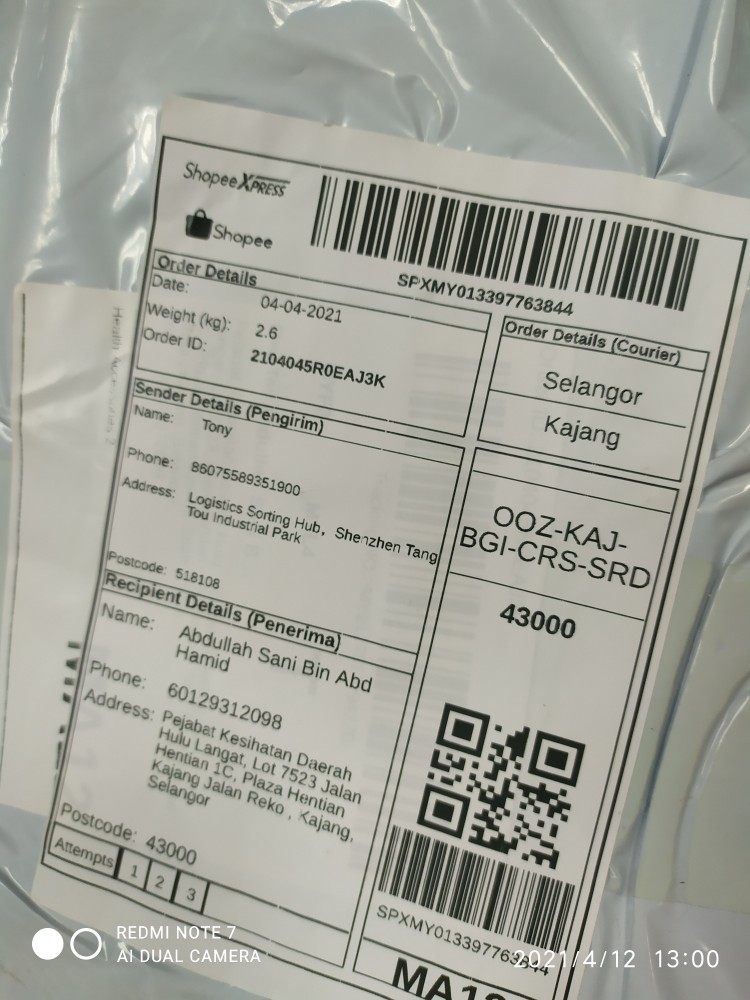 Shopee XPRESS
Shopee
SPXMY013397763844
Order Details
Date: 04-04-2021
Weight (kg): 2.6
Order ID: 2104045R0EAJ3K
Order Details (Courier)
Selangor
Kajang
Sender Details (Pengirim)
Name: Tony
Phone: 86075589351900
Address: Logistics Sorting Hub, Shenzhen Tang
Tou Industrial Park
Postcode: 518108
OOZ-KAJ-
BGI-CRS-SRD
43000
Recipient Details (Penerima)
Name: Abdullah Sani Bin Abd
Hamid
Phone: 60129312098
Address: Pejabat Kesihatan Daerah
Hulu Langat, Lot 7523 Jalan
Hentian 1C, Plaza Hentian
Kajang Jalan Reko , Kajang,
Selangor
Postcode: 43000
Attempts 1 2 3
SPXMY013397763844
REDMI NOTE 7
AI DUAL CAMERA
2021/4/12 13:00